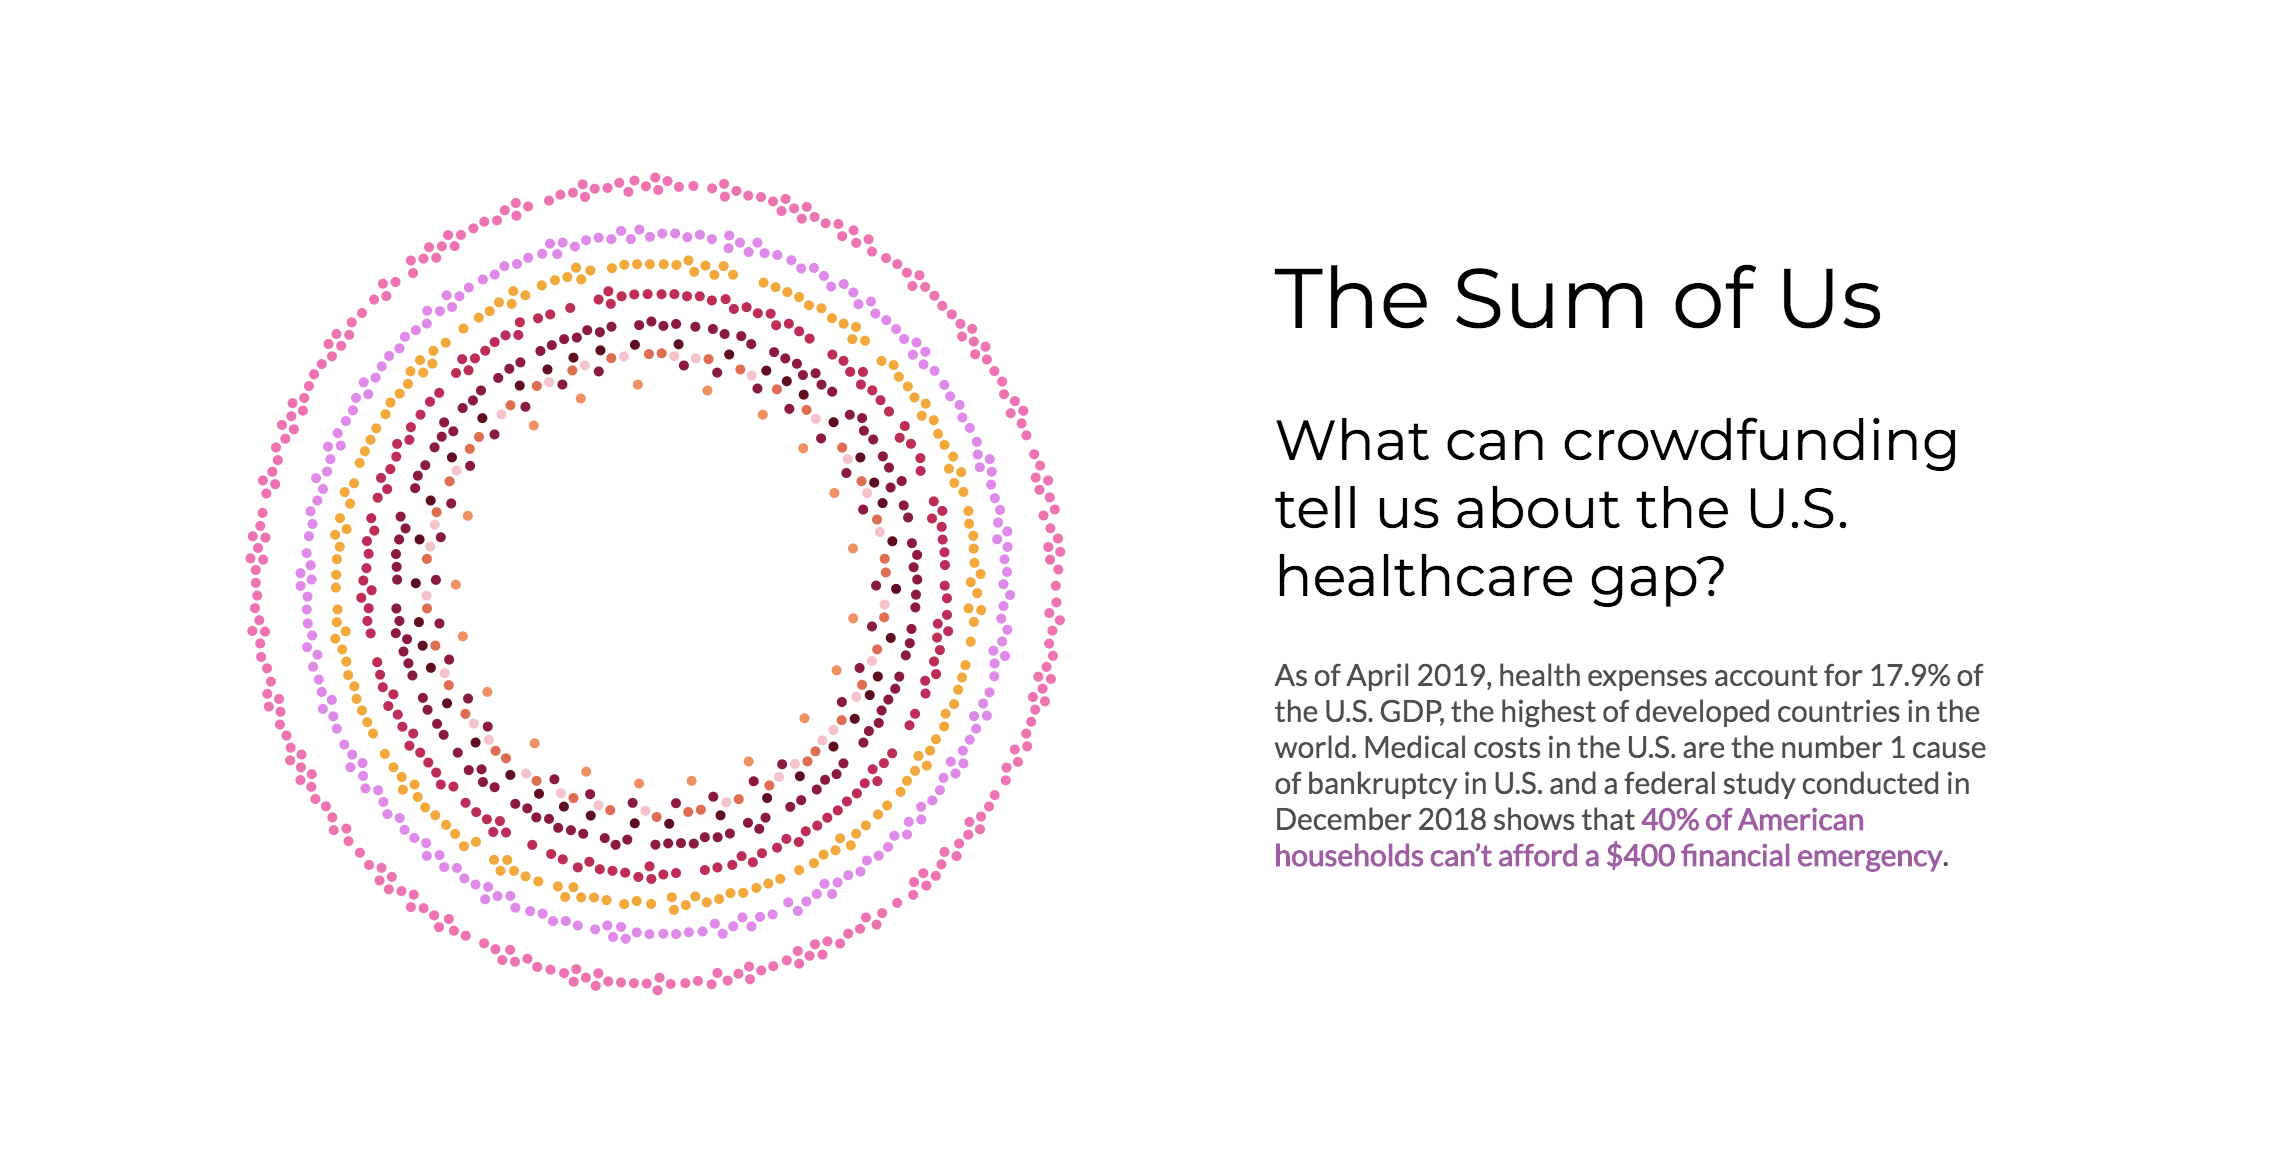 The Sum of Us
What can crowdfunding
tell us about the U.S.
healthcare gap?
As of April 2019, health expenses account for 17.9% of
the U.S. GDP, the highest of developed countries in the
world. Medical costs in the U.S. are the number 1 cause
of bankruptcy in U.S. and a federal study conducted in
December 2018 shows that 40% of American
households can’t afford a $400 financial emergency.